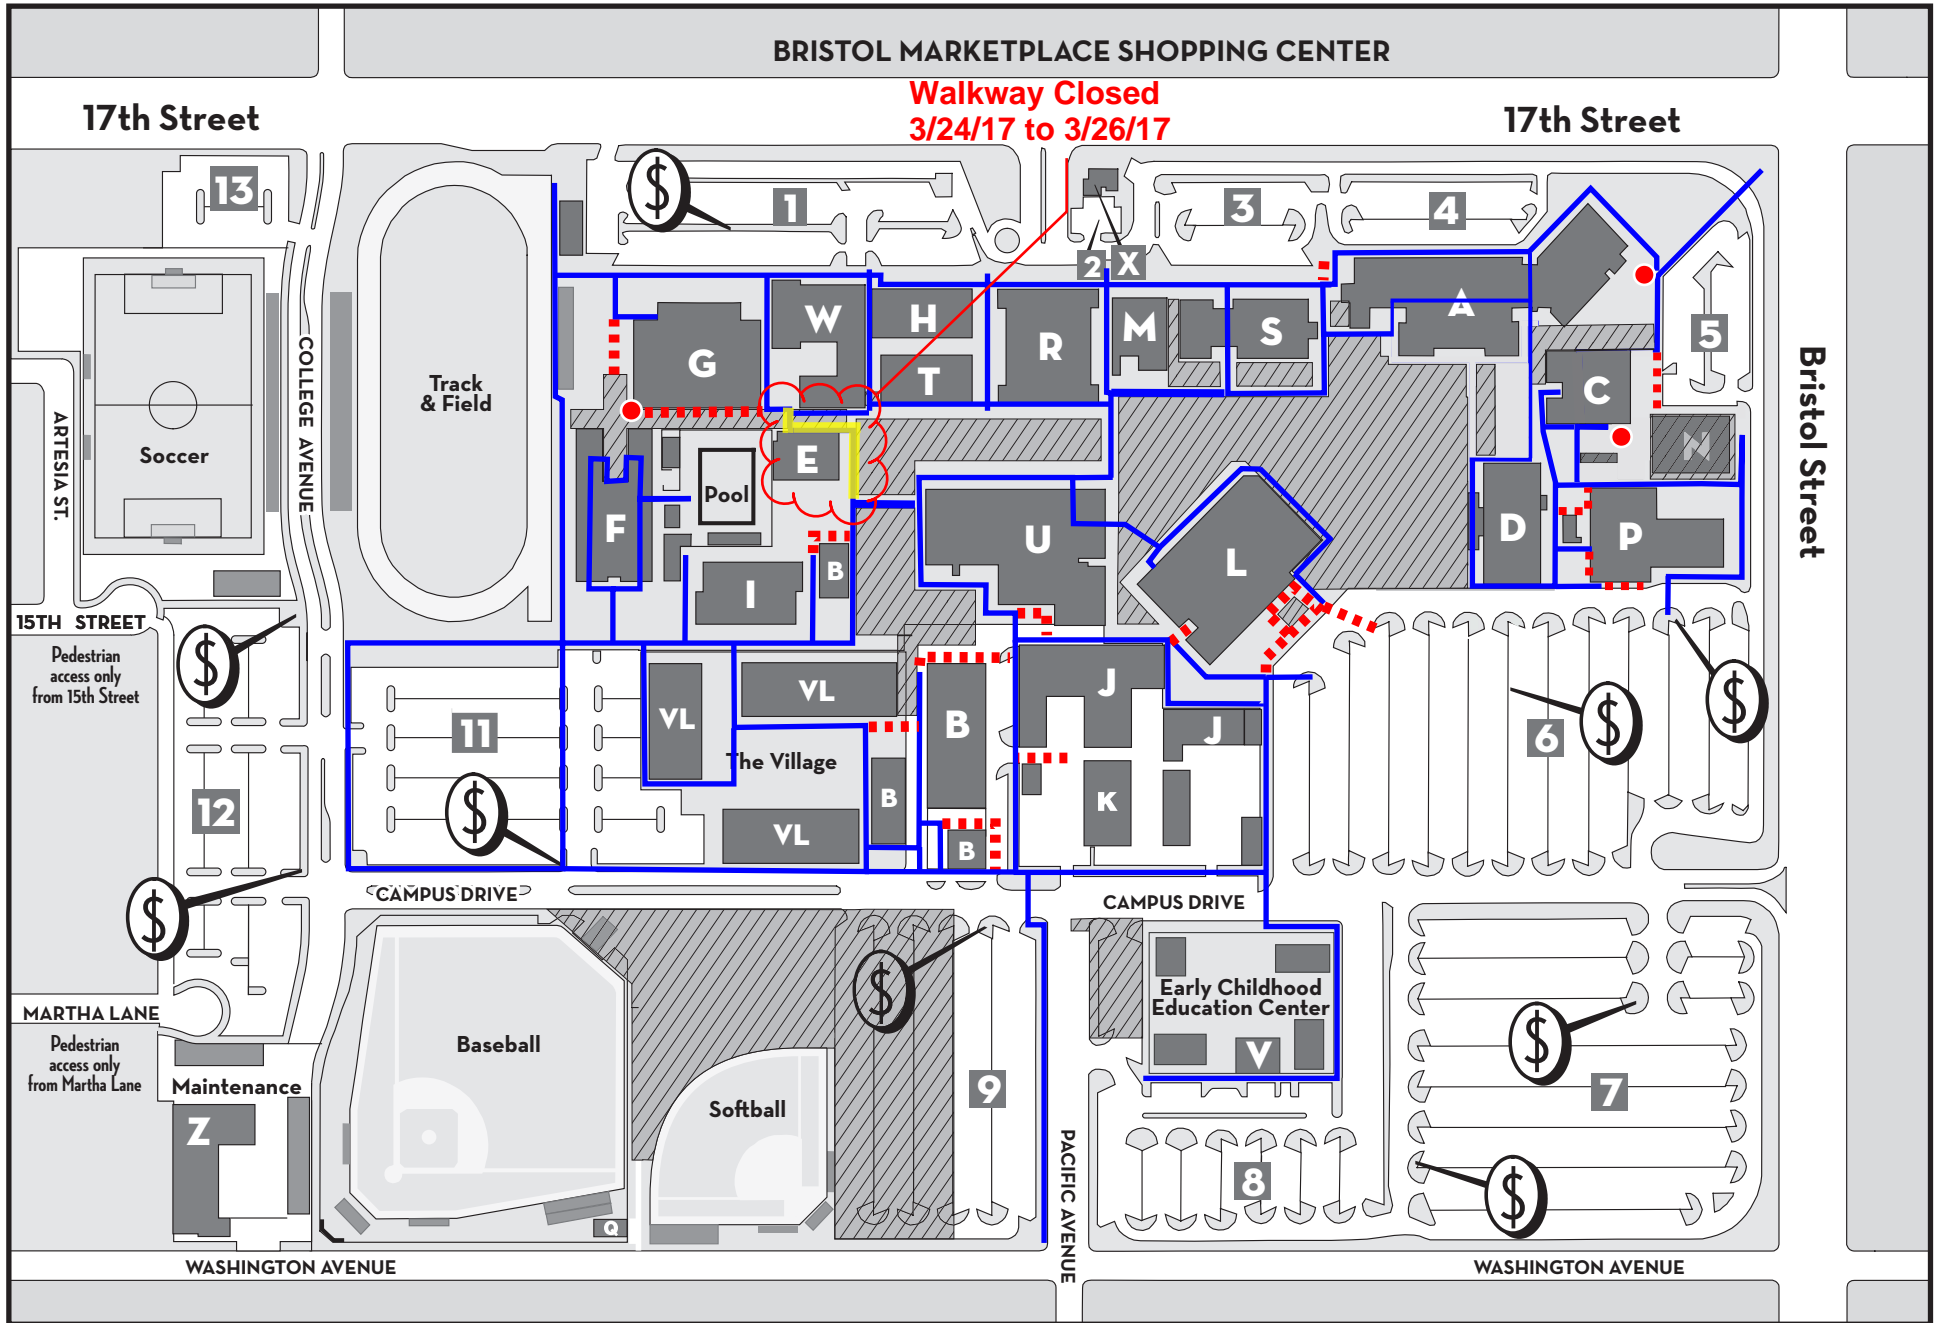 BRISTOL MARKETPLACE SHOPPING CENTER
Walkway Closed
3/24/17 to 3/26/17
17th Street
17th Street
13
$
1
3
4
2
X
5
W
H
M
S
A
R
G
T
C
Track
& Field
COLLEGE AVENUE
ARTESIA ST.
Soccer
E
Pool
N
Bristol Street
F
U
D
P
L
I
B
15TH STREET
Pedestrian
access only
from 15th Street
$
VL
VL
J
J
B
$
$
11
6
The Village
12
$
B
K
VL
B
CAMPUS DRIVE
CAMPUS DRIVE
$
$
Early Childhood
Education Center
MARTHA LANE
Pedestrian
access only
from Martha Lane
Baseball
$
V
Maintenance
Z
Softball
9
7
PACIFIC AVENUE
8
$
Q
WASHINGTON AVENUE
WASHINGTON AVENUE